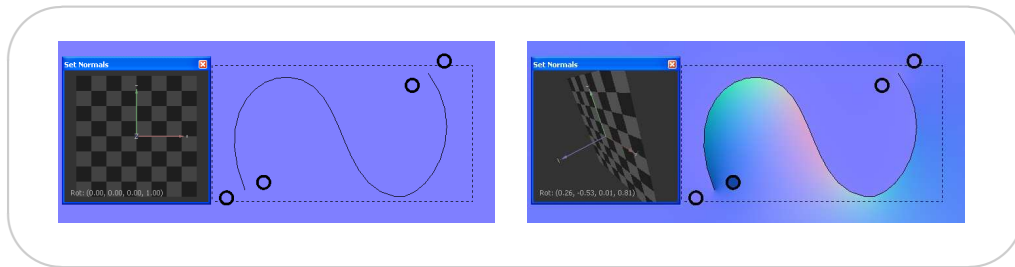 Set Normals
Rot: (0.00, 0.00, 0.00, 1.00)
Set Normals
Rot: (0.26, -0.53, 0.01, 0.81)